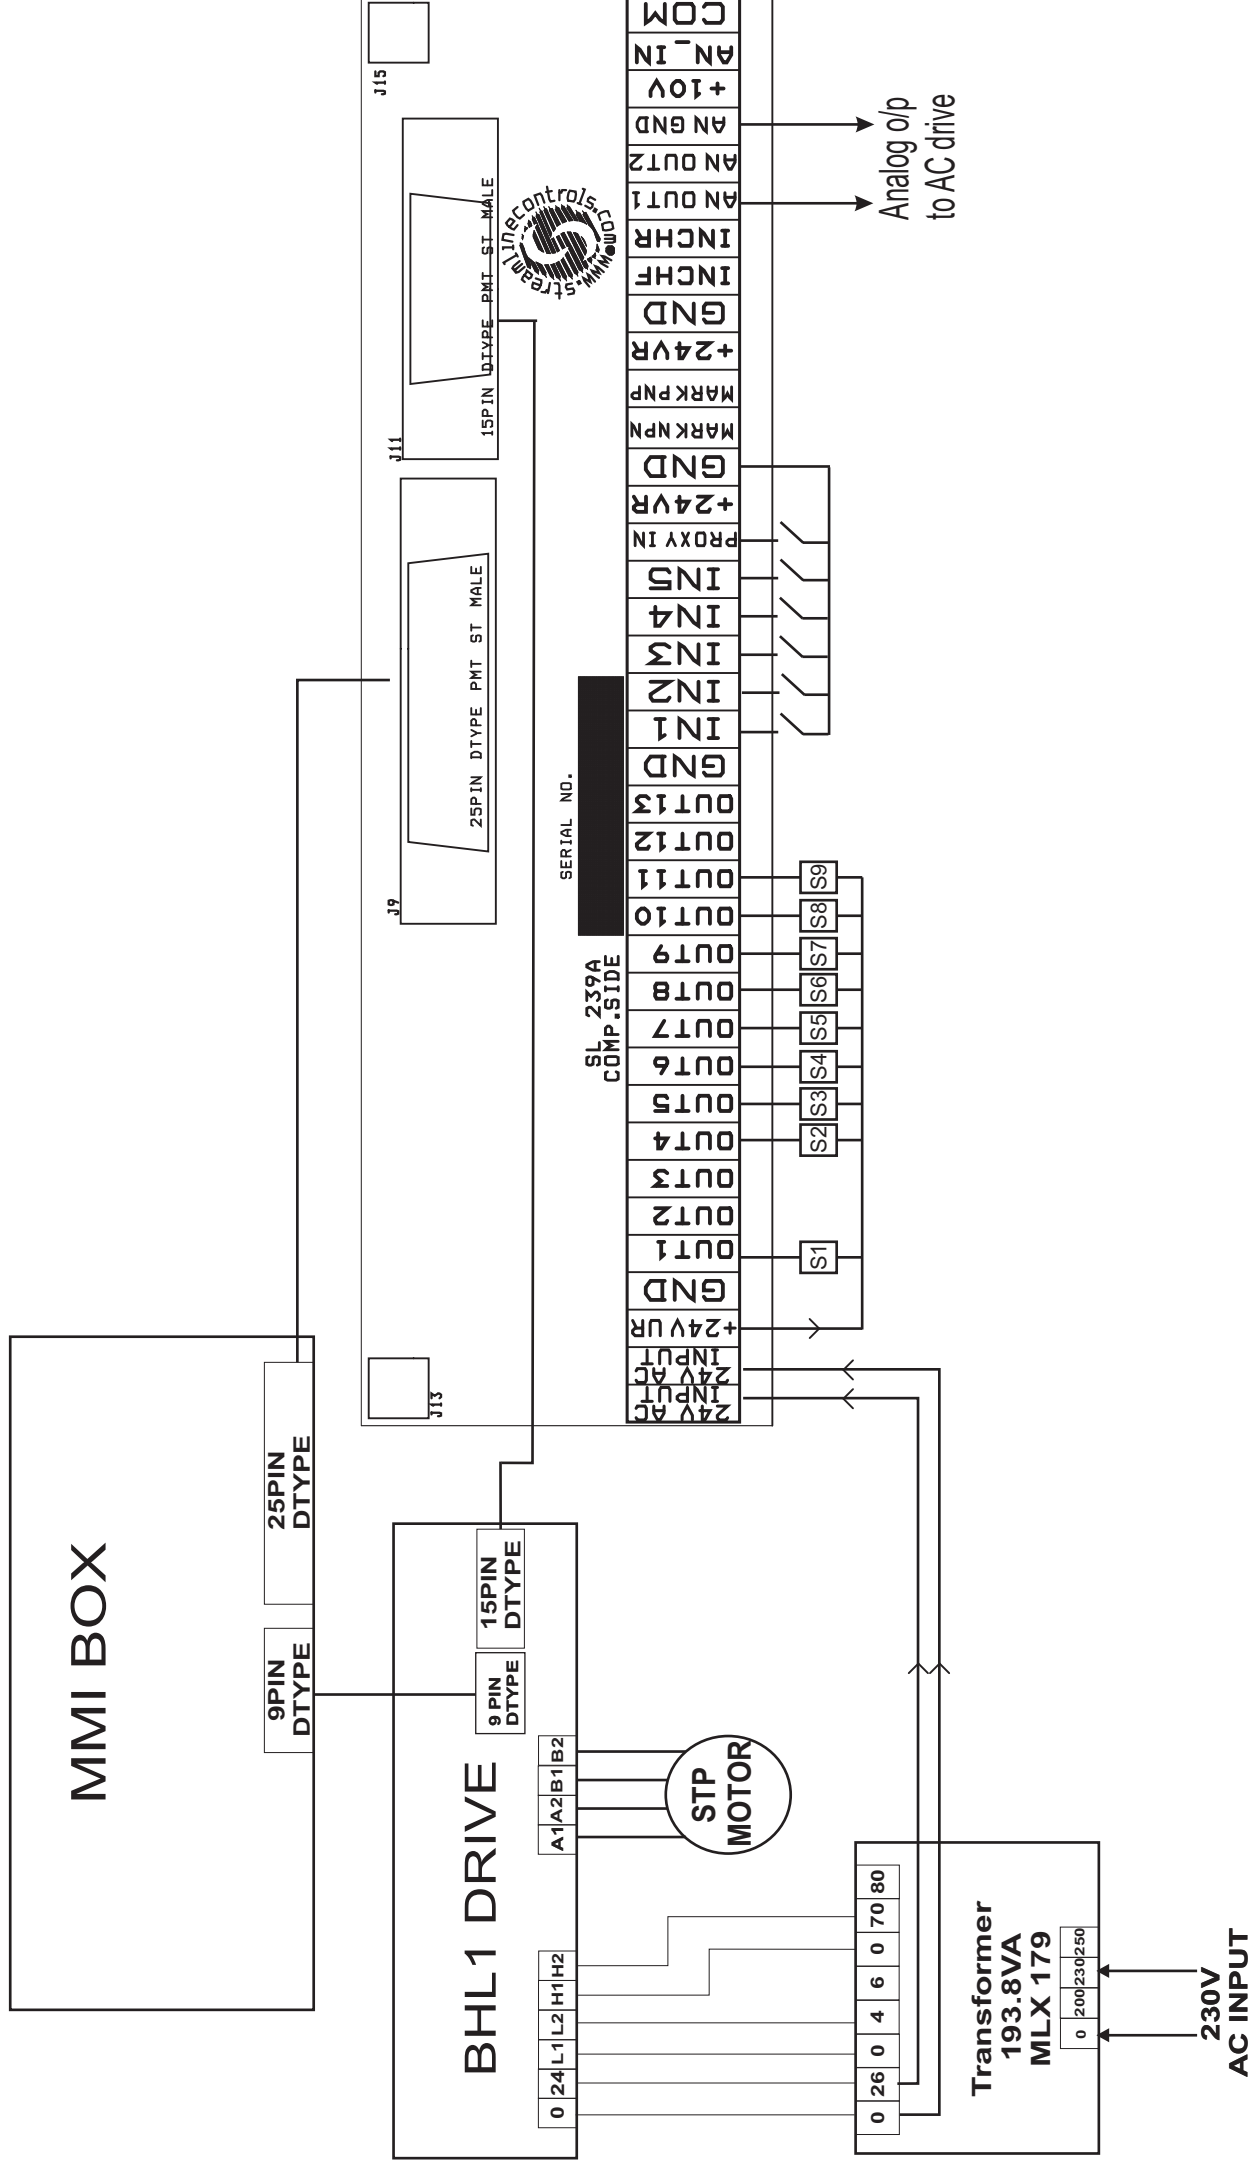 MMI BOX
25PIN
DTYPE
9PIN
DTYPE
BHL1 DRIVE
15PIN
DTYPE
9 PIN
DTYPE
B2
B1
A2
A1
H2
H1
L2
L1
24
0
STP
MOTOR
80
70
0
6
4
0
26
0
Transformer
193.8VA
MLX 179
250
230
200
0
230V
AC INPUT
J15
J11
15PIN DTYPE PMT ST MALE
J9
25PIN DTYPE PMT ST MALE
J13
www.streamlinecontrols.com
SERIAL NO.
SL 239A
COMP.SIDE
COM
AN_IN
+10V
AN GND
AN OUT2
AN OUT1
INCHR
INCHF
GND
+24VR
MARK PNP
MARK NPN
GND
+24VR
PROXY IN
IN5
IN4
IN3
IN2
IN1
GND
OUT13
OUT12
OUT11
OUT10
OUT9
OUT8
OUT7
OUT6
OUT5
OUT4
OUT3
OUT2
OUT1
GND
+24V UR
24V AC
INPUT
24V AC
INPUT
Analog o/p
to AC drive
S9
S8
S7
S6
S5
S4
S3
S2
S1